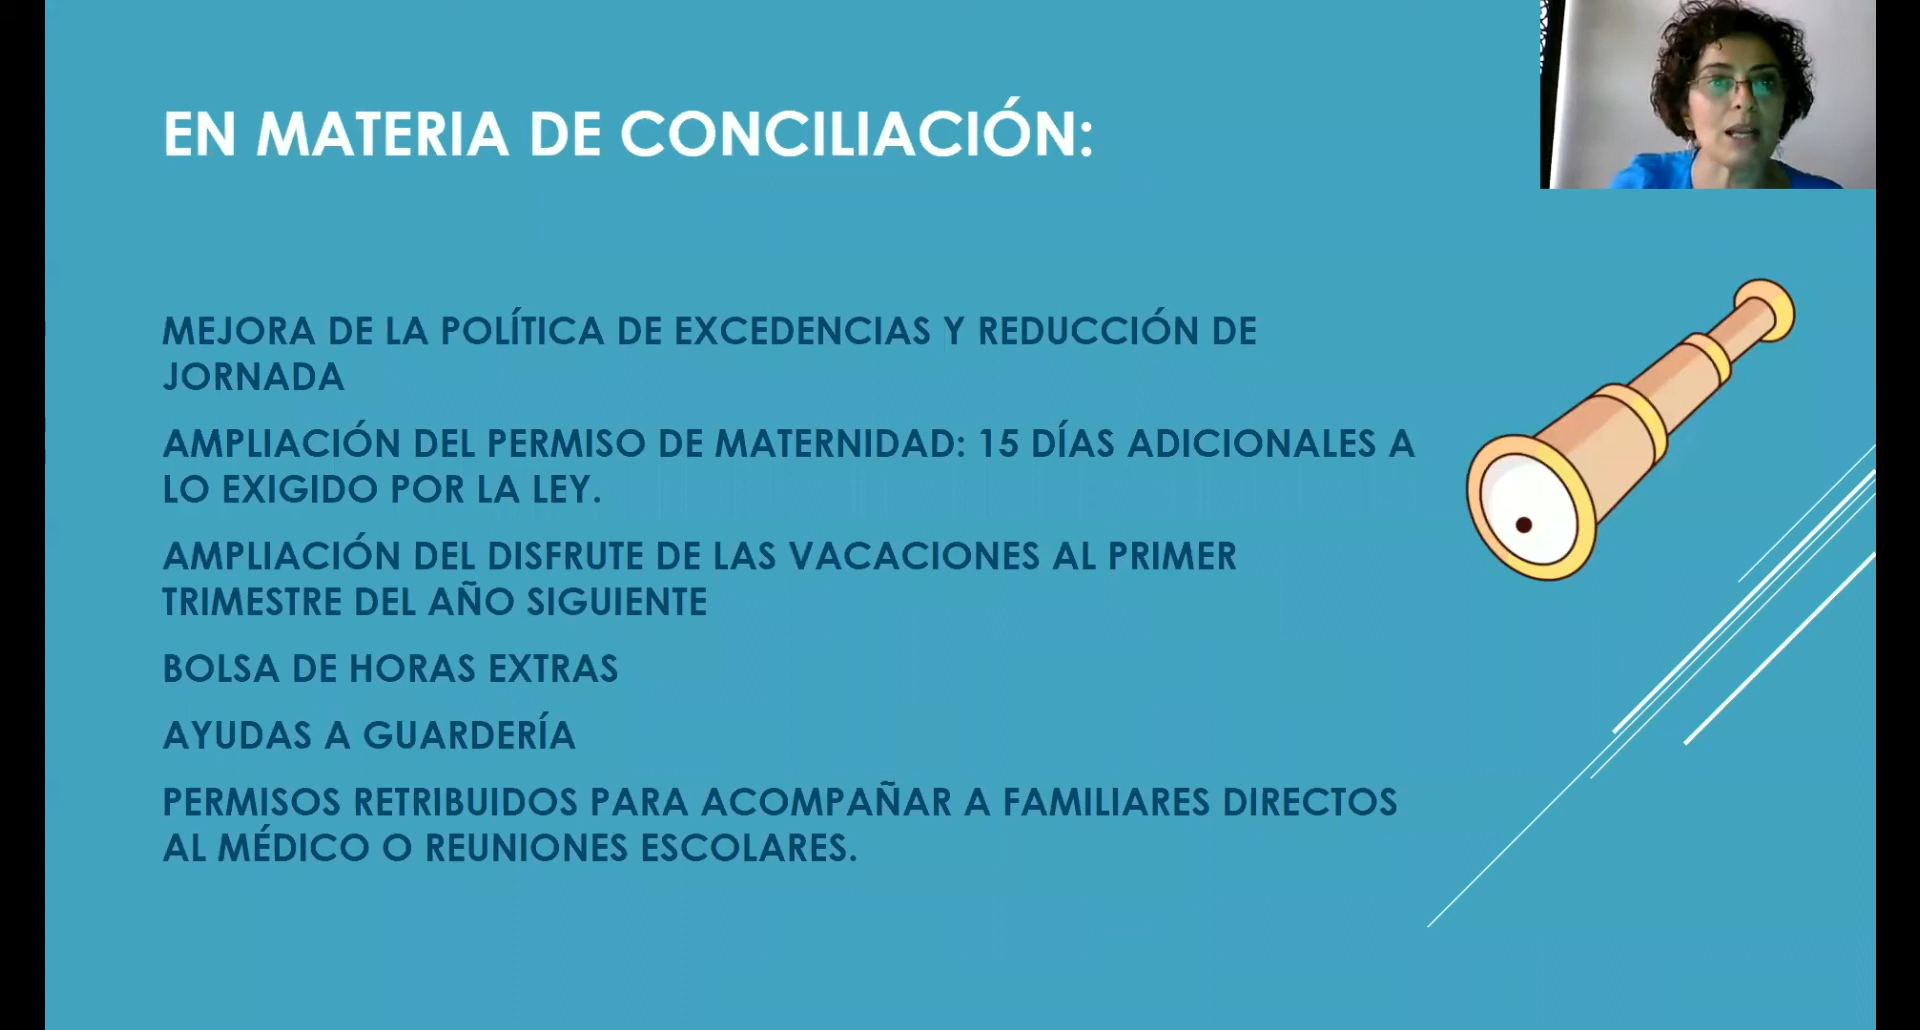 EN MATERIA DE CONCILIACIÓN:
MEJORA DE LA POLÍTICA DE EXCEDENCIAS Y REDUCCIÓN DE
JORNADA
AMPLIACIÓN DEL PERMISO DE MATERNIDAD: 15 DÍAS ADICIONALES A
LO EXIGIDO POR LA LEY.
AMPLIACIÓN DEL DISFRUTE DE LAS VACACIONES AL PRIMER
TRIMESTRE DEL AÑO SIGUIENTE
BOLSA DE HORAS EXTRAS
AYUDAS A GUARDERÍA
PERMISOS RETRIBUIDOS PARA ACOMPAÑAR A FAMILIARES DIRECTOS
AL MÉDICO O REUNIONES ESCOLARES.